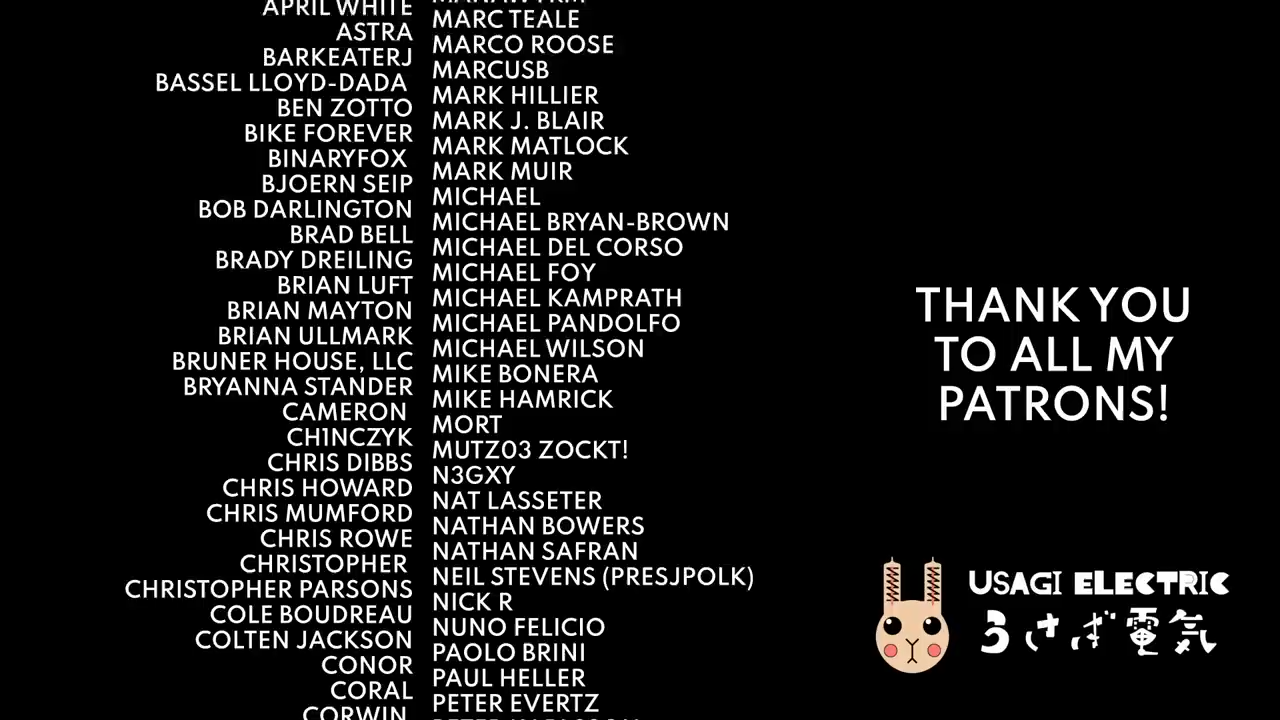 APRIL WHITE
ASTRA
BARKEATERJ
BASSEL LLOYD-DADA
BEN ZOTTO
BIKE FOREVER
BINARYFOX
BJOERN SEIP
BOB DARLINGTON
BRAD BELL
BRADY DREILING
BRIAN LUFT
BRIAN MAYTON
BRIAN ULLMARK
BRUNER HOUSE, LLC
BRYANNA STANDER
CAMERON
CH1NCZYK
CHRIS DIBBS
CHRIS HOWARD
CHRIS MUMFORD
CHRIS ROWE
CHRISTOPHER
CHRISTOPHER PARSONS
COLE BOUDREAU
COLTEN JACKSON
CONOR
CORAL
CORWIN
MARC TEALE
MARCO ROOSE
MARCUSB
MARK HILLIER
MARK J. BLAIR
MARK MATLOCK
MARK MUIR
MICHAEL
MICHAEL BRYAN-BROWN
MICHAEL DEL CORSO
MICHAEL FOY
MICHAEL KAMPRATH
MICHAEL PANDOLFO
MICHAEL WILSON
MIKE BONERA
MIKE HAMRICK
MORT
MUTZ03 ZOCKT!
N3GXY
NAT LASSETER
NATHAN BOWERS
NATHAN SAFRAN
NEIL STEVENS (PRESJPOLK)
NICK R
NUNO FELICIO
PAOLO BRINI
PAUL HELLER
PETER EVERTZ
THANK YOU
TO ALL MY
PATRONS!
USAGI ELECTRIC
うさぎ電気